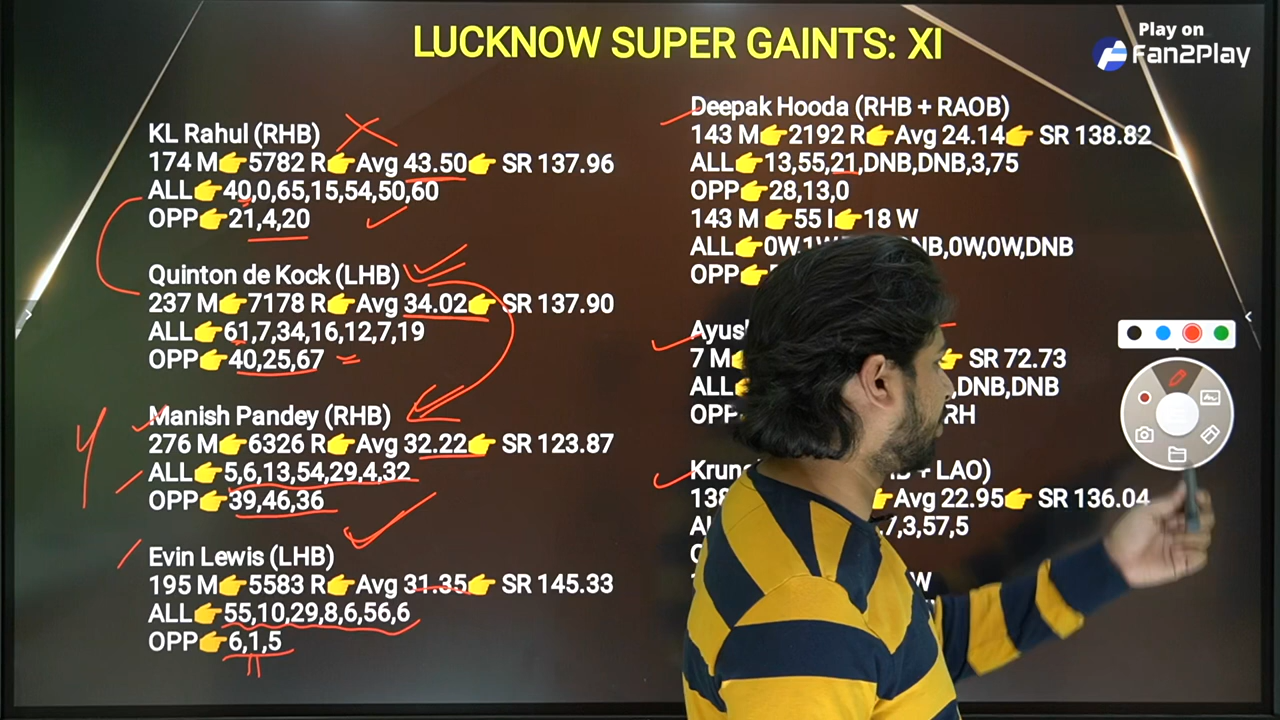 LUCKNOW SUPER GAINTS: XI
Play on
Fan2Play
KL Rahul (RHB)
174 M👉5782 R👉Avg 43.50👉 SR 137.96
ALL👉40,0,65,15,54,50,60
OPP👉21,4,20
Quinton de Kock (LHB)
237 M👉7178 R👉Avg 34.02👉 SR 137.90
ALL👉61,7,34,16,12,7,19
OPP👉40,25,67
Manish Pandey (RHB)
276 M👉6326 R👉Avg 32.22👉 SR 123.87
ALL👉5,6,13,54,29,4,32
OPP👉39,46,36
Evin Lewis (LHB)
195 M👉5583 R👉Avg 31.35👉 SR 145.33
ALL👉55,10,29,8,6,56,6
OPP👉6,1,5
Deepak Hooda (RHB + RAOB)
143 M👉2192 R👉Avg 24.14👉 SR 138.82
ALL👉13,55,21,DNB,DNB,3,75
OPP👉28,13,0
143 M👉55 I👉18 W
ALL👉0W,1W NB,0W,0W,DNB
OPP👉
7 M👉 👉 SR 72.73
ALL👉 ,DNB,DNB
OPP RH
+ LAO)
138 👉Avg 22.95👉 SR 136.04
,7,3,57,5
W